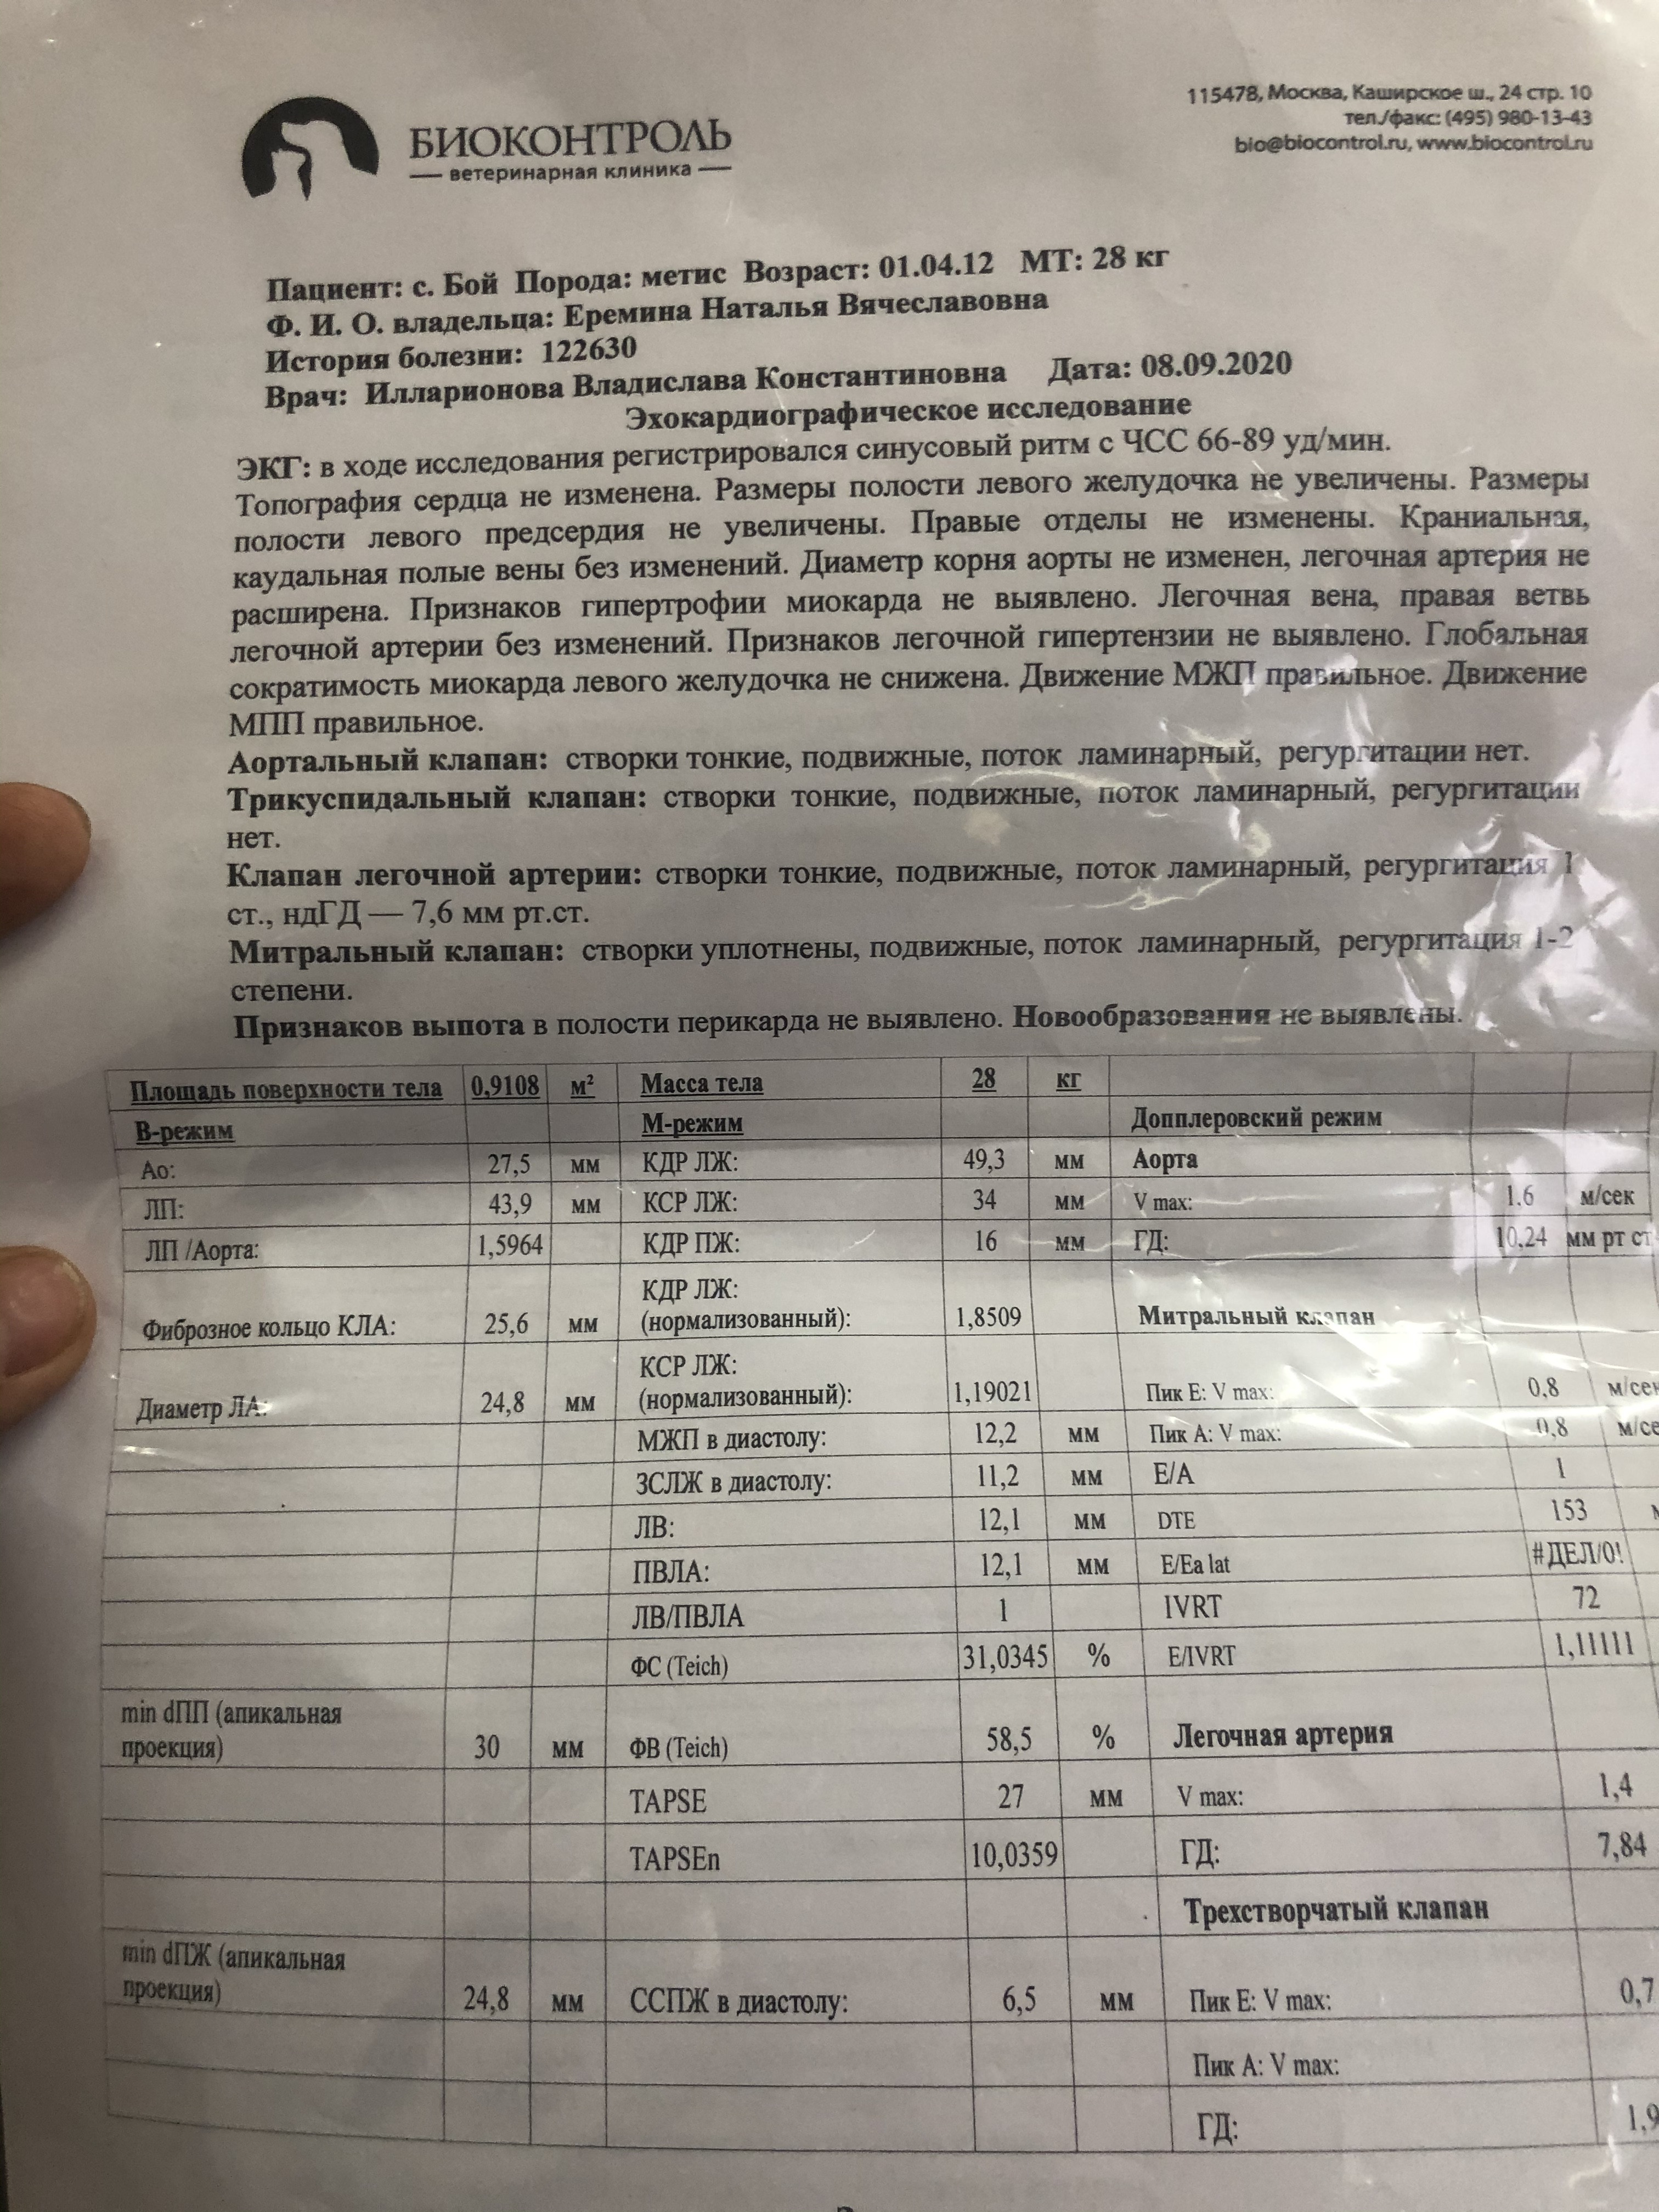 БИОКОНТРОЛЬ
ветеринарная клиника
115478, Москва, Каширское ш., 24 стр. 10
тел./факс: (495) 980-13-43
bio@biocontrol.ru, www.biocontrol.ru
Пациент: с. Бой Порода: метис Возраст: 01.04.12 МТ: 28 кг
Ф. И. О. владельца: Еремина Наталья Вячеславовна
История болезни: 122630
Врач: Илларионова Владислава Константиновна Дата: 08.09.2020
Эхокардиографическое исследование
ЭКГ: в ходе исследования регистрировался синусовый ритм с ЧСС 66-89 уд/мин.
Топография сердца не изменена. Размеры полости левого желудочка не увеличены. Размеры
полости левого предсердия не увеличены. Правые отделы не изменены. Краниальная,
каудальная полые вены без изменений. Диаметр корня аорты не изменен, легочная артерия не
расширена. Признаков гипертрофии миокарда не выявлено. Легочная вена, правая ветвь
легочной артерии без изменений. Признаков легочной гипертензии не выявлено. Глобальная
сократимость миокарда левого желудочка не снижена. Движение МЖП правильное. Движение
МПП правильное.
Аортальный клапан: створки тонкие, подвижные, поток ламинарный, регургитации нет.
Трикуспидальный клапан: створки тонкие, подвижные, поток ламинарный, регургитации
нет.
Клапан легочной артерии: створки тонкие, подвижные, поток ламинарный, регургитация 1
ст., ндГД — 7,6 мм рт.ст.
Митральный клапан: створки уплотнены, подвижные, поток ламинарный, регургитация 1-2
степени.
Признаков выпота в полости перикарда не выявлено. Новообразования не выявлены.
Площадь поверхности тела 0,9108 м² Масса тела 28 кг
В-режим М-режим Допплеровский режим
Ао: 27,5 мм КДР ЛЖ: 49,3 мм Аорта
ЛП: 43,9 мм КСР ЛЖ: 34 мм V max: 1.6 м/сек
ЛП /Аорта: 1,5964 КДР ПЖ: 16 мм ГД: 10,24 мм рт ст
КДР ЛЖ:
Фиброзное кольцо КЛА: 25,6 мм (нормализованный): 1,8509 Митральный клапан
КСР ЛЖ:
Диаметр ЛА: 24,8 мм (нормализованный): 1,19021 Пик Е: V max: 0,8 м/сек
МЖП в диастолу: 12,2 мм Пик А: V max: 0,8 м/се
ЗСЛЖ в диастолу: 11,2 мм Е/А 1
ЛВ: 12,1 мм DTE 153
ПВЛА: 12,1 мм E/Ea lat #ДЕЛ/0!
ЛВ/ПВЛА 1 IVRT 72
ФС (Teich) 31,0345 % E/IVRT 1,11111
min dПП (апикальная
проекция) 30 мм ФВ (Teich) 58,5 % Легочная артерия
TAPSE 27 мм V max: 1,4
TAPSEn 10,0359 ГД: 7,84
Трехстворчатый клапан
min dПЖ (апикальная
проекция) 24,8 мм ССПЖ в диастолу: 6,5 мм Пик Е: V max: 0,7
Пик А: V max:
ГД: 1,9